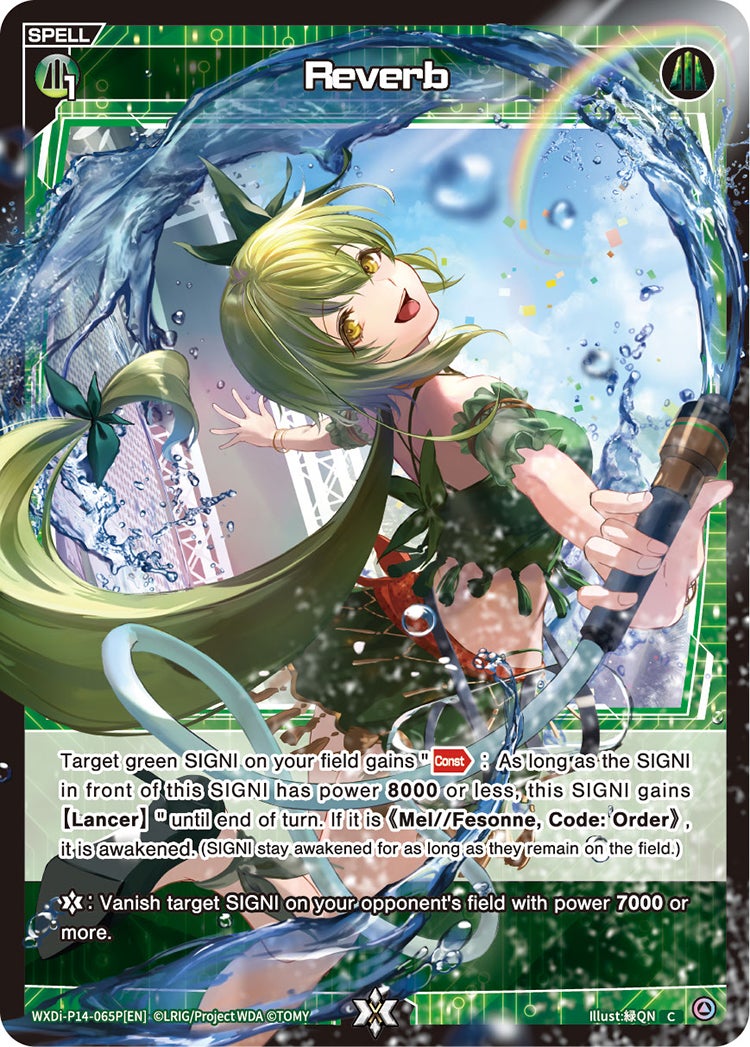 SPELL
1
Reverb
Target green SIGNI on your field gains " Const : As long as the SIGNI
in front of this SIGNI has power 8000 or less, this SIGNI gains
【Lancer】 " until end of turn. If it is 《Mel//Fesonne, Code: Order》,
it is awakened. (SIGNI stay awakened for as long as they remain on the field.)
: Vanish target SIGNI on your opponent's field with power 7000 or
more.
WXDi-P14-065P[EN] ©LRIG/Project WDA ©TOMY Illust:緑QN C